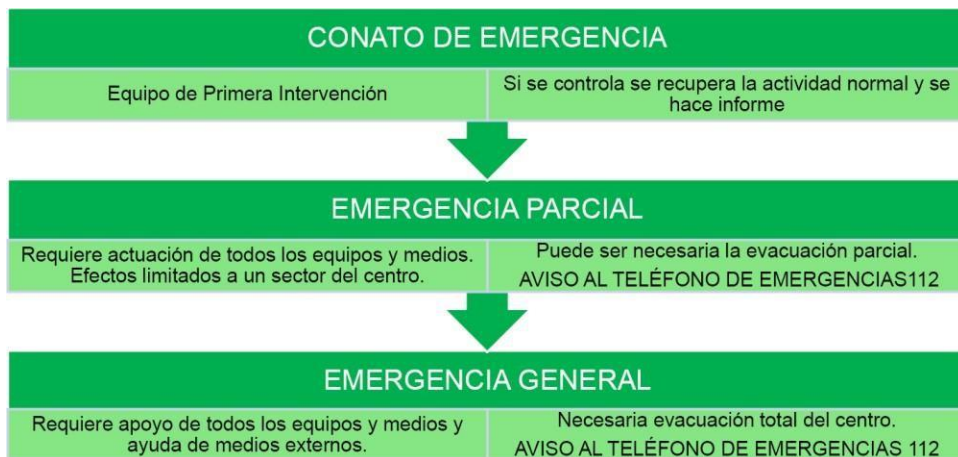 CONATO DE EMERGENCIA
Equipo de Primera Intervención
Si se controla se recupera la actividad normal y se
hace informe
EMERGENCIA PARCIAL
Requiere actuación de todos los equipos y medios.
Efectos limitados a un sector del centro.
Puede ser necesaria la evacuación parcial.
AVISO AL TELÉFONO DE EMERGENCIAS112
EMERGENCIA GENERAL
Requiere apoyo de todos los equipos y medios y
ayuda de medios externos.
Necesaria evacuación total del centro.
AVISO AL TELÉFONO DE EMERGENCIAS 112